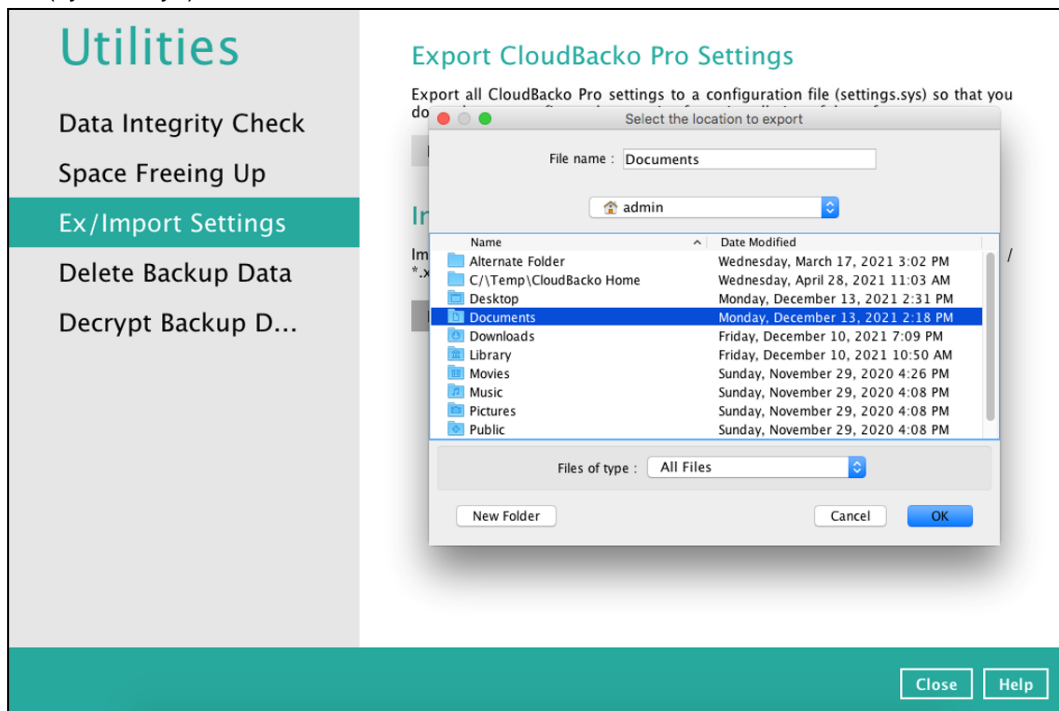 Utilities
Data Integrity Check
Space Freeing Up
Ex/Import Settings
Delete Backup Data
Decrypt Backup D...
Export CloudBacko Pro Settings
Export all CloudBacko Pro settings to a configuration file (settings.sys) so that you
do
Select the location to export
File name : Documents
admin
Name Date Modified
Alternate Folder Wednesday, March 17, 2021 3:02 PM
C/\Temp\CloudBacko Home Wednesday, April 28, 2021 11:03 AM
Desktop Monday, December 13, 2021 2:31 PM
Documents Monday, December 13, 2021 2:18 PM
Downloads Friday, December 10, 2021 7:09 PM
Library Friday, December 10, 2021 10:50 AM
Movies Sunday, November 29, 2020 4:26 PM
Music Sunday, November 29, 2020 4:08 PM
Pictures Sunday, November 29, 2020 4:08 PM
Public Sunday, November 29, 2020 4:08 PM
Files of type : All Files
New Folder Cancel OK
Close Help